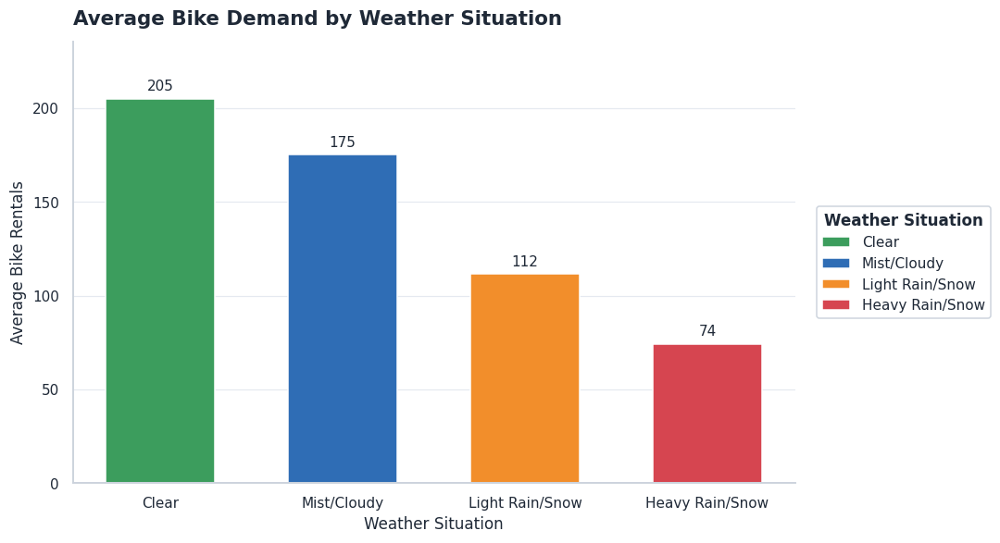 Average Bike Demand by Weather Situation
Average Bike Rentals
200
150
100
50
0
205
175
112
74
Clear
Mist/Cloudy
Light Rain/Snow
Heavy Rain/Snow
Weather Situation
Weather Situation
Clear
Mist/Cloudy
Light Rain/Snow
Heavy Rain/Snow